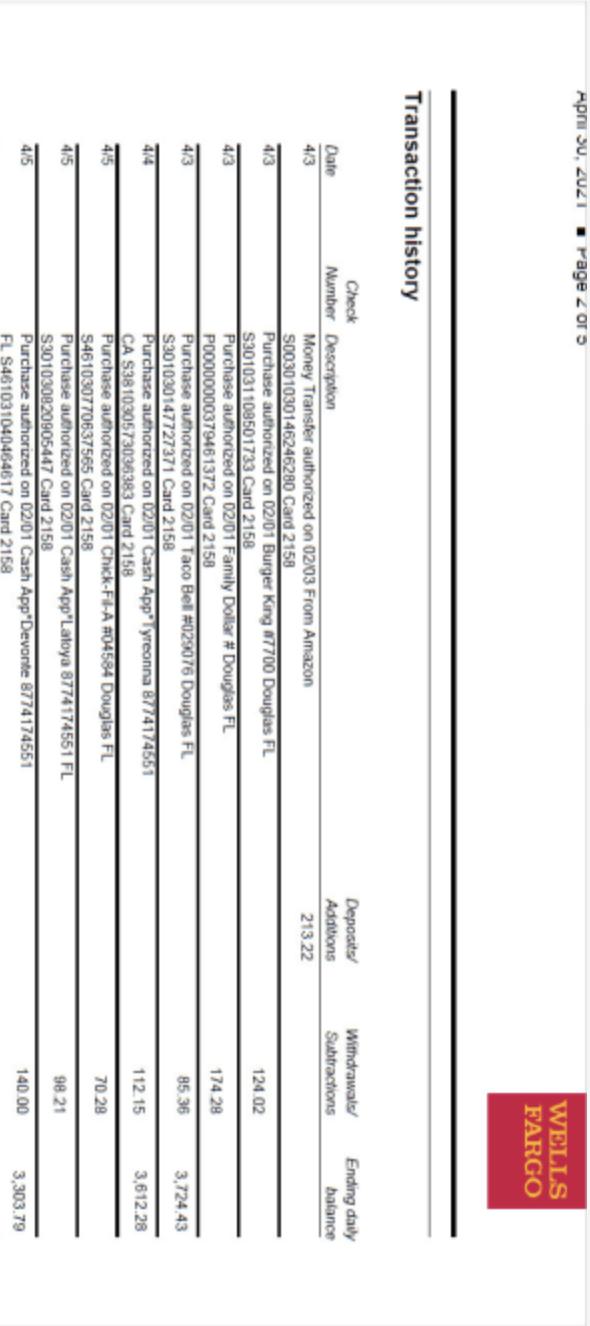 April 30, 2021 ■ Page 2 of 5
WELLS
FARGO
Transaction history
Check Deposits/ Withdrawals/ Ending daily
Date Number Description Additions Subtractions balance
4/3 Money Transfer authorized on 02/03 From Amazon 213.22
S00301030146246280 Card 2158
4/3 Purchase authorized on 02/01 Burger King #7700 Douglas FL 124.02
S301031108501733 Card 2158
4/3 Purchase authorized on 02/01 Family Dollar # Douglas FL 174.28
P00000000379461372 Card 2158
4/3 Purchase authorized on 02/01 Taco Bell #029076 Douglas FL 85.36 3,724.43
S301030147727371 Card 2158
4/4 Purchase authorized on 02/01 Cash App*Tyreonna 8774174551 112.15 3,612.28
CA S381030573036383 Card 2158
4/5 Purchase authorized on 02/01 Chick-Fil-A #04584 Douglas FL 70.28
S461030770637565 Card 2158
4/5 Purchase authorized on 02/01 Cash App*Latoya 8774174551 FL 98.21
S301030820905447 Card 2158
4/5 Purchase authorized on 02/01 Cash App*Devonte 8774174551 140.00 3,303.79
FL S461031040464617 Card 2158